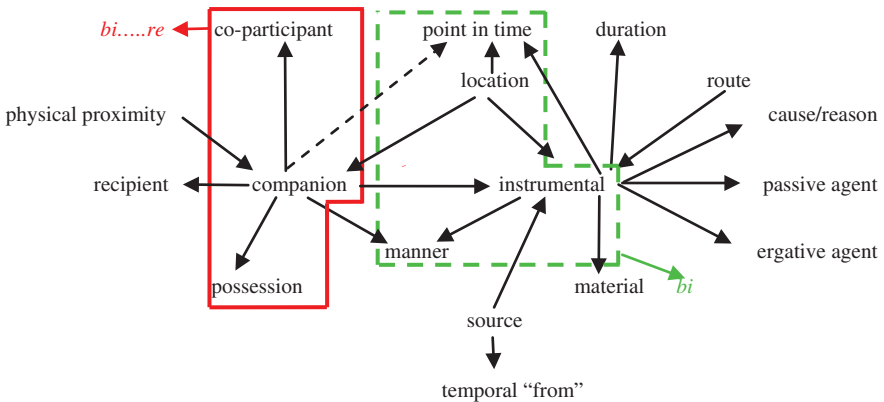 bi…..re co-participant point in time duration
location route
physical proximity cause/reason
recipient companion instrumental passive agent
manner ergative agent
possession material bi
source
temporal “from”